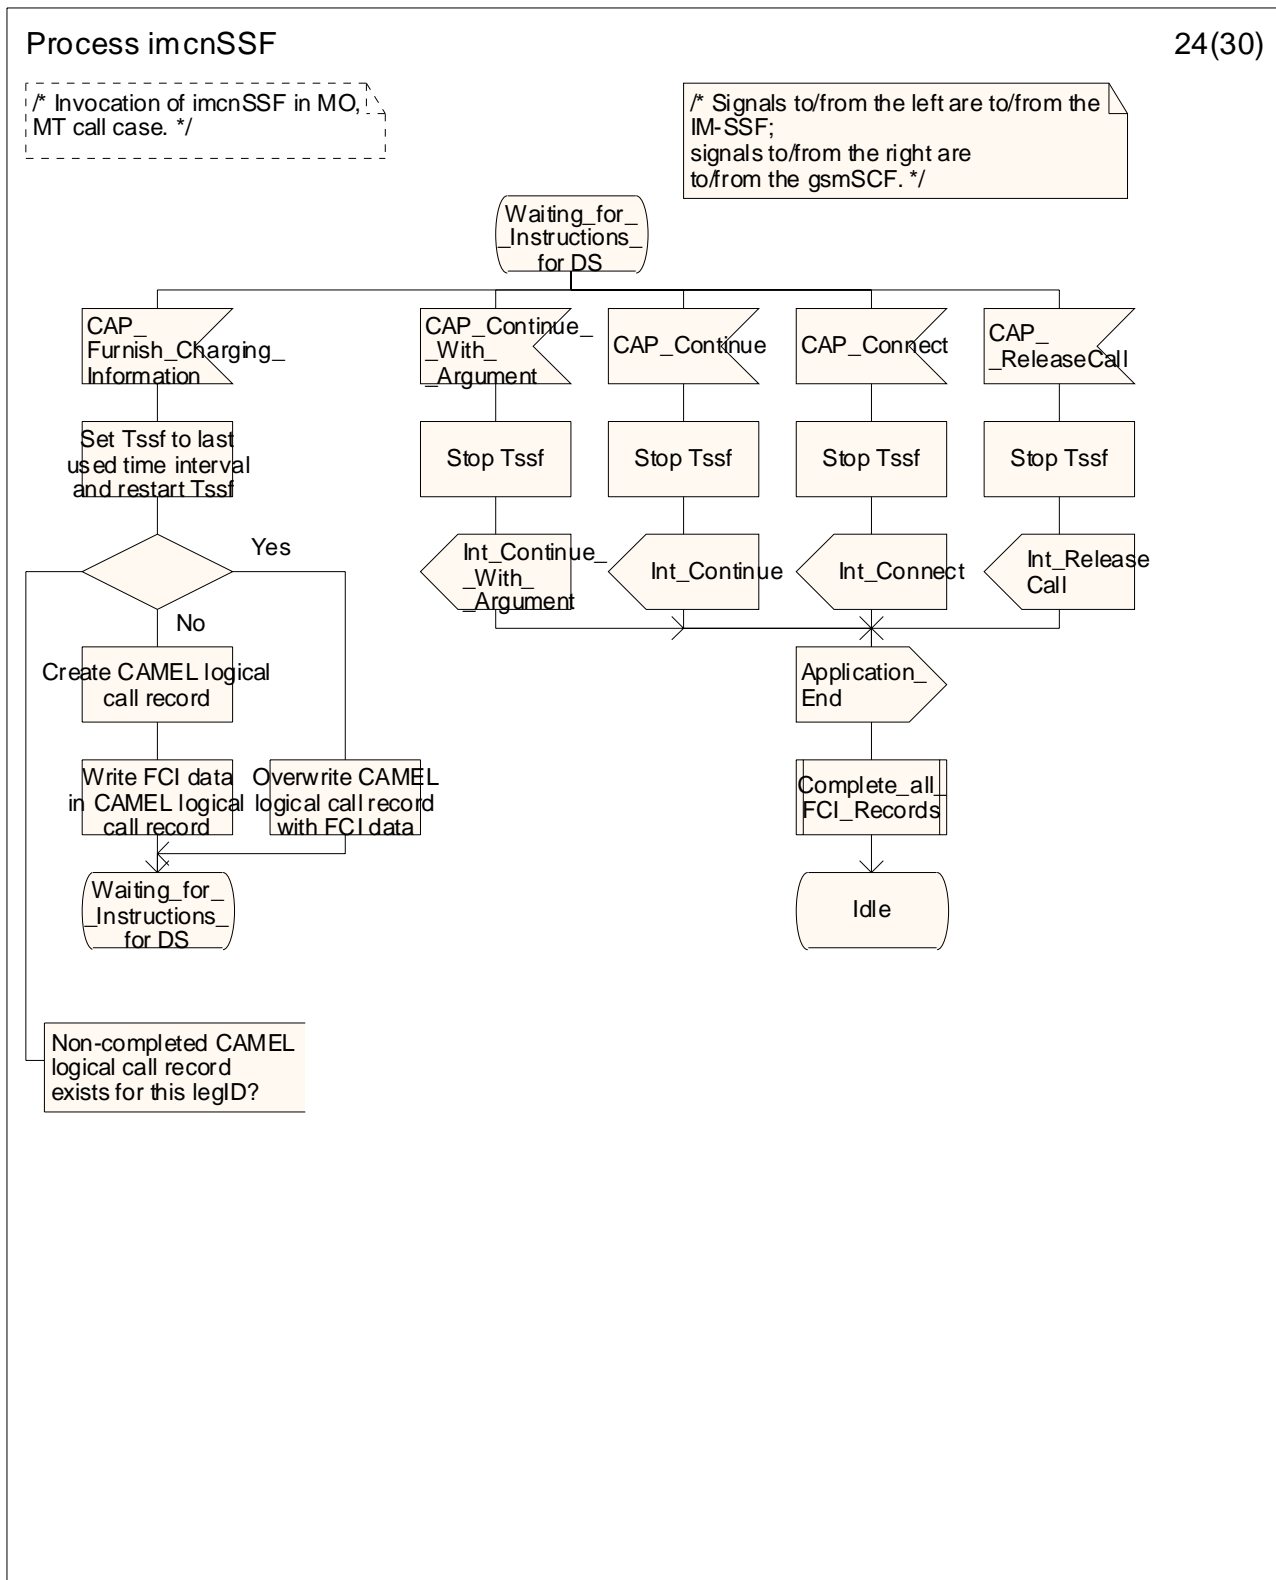 Process imcnSSF
24(30)
/* Invocation of imcnSSF in MO,
MT call case. */
/* Signals to/from the left are to/from the
IM-SSF;
signals to/from the right are
to/from the gsmSCF. */
Waiting_for_
_Instructions_
for DS
CAP_
Furnish_Charging_
Information
CAP_Continue_
_With_
_Argument
CAP_Continue
CAP_Connect
CAP_
_ReleaseCall
Set Tssf to last
used time interval
and restart Tssf
Stop Tssf
Stop Tssf
Stop Tssf
Stop Tssf
Yes
No
Int_Continue_
_With_
_Argument
Int_Continue
Int_Connect
Int_Release
Call
Create CAMEL logical
call record
Application_
End
Write FCI data
in CAMEL logical
call record
Overwrite CAMEL
logical call record
with FCI data
Complete_all_
FCI_Records
Waiting_for_
_Instructions_
for DS
Idle
Non-completed CAMEL
logical call record
exists for this legID?